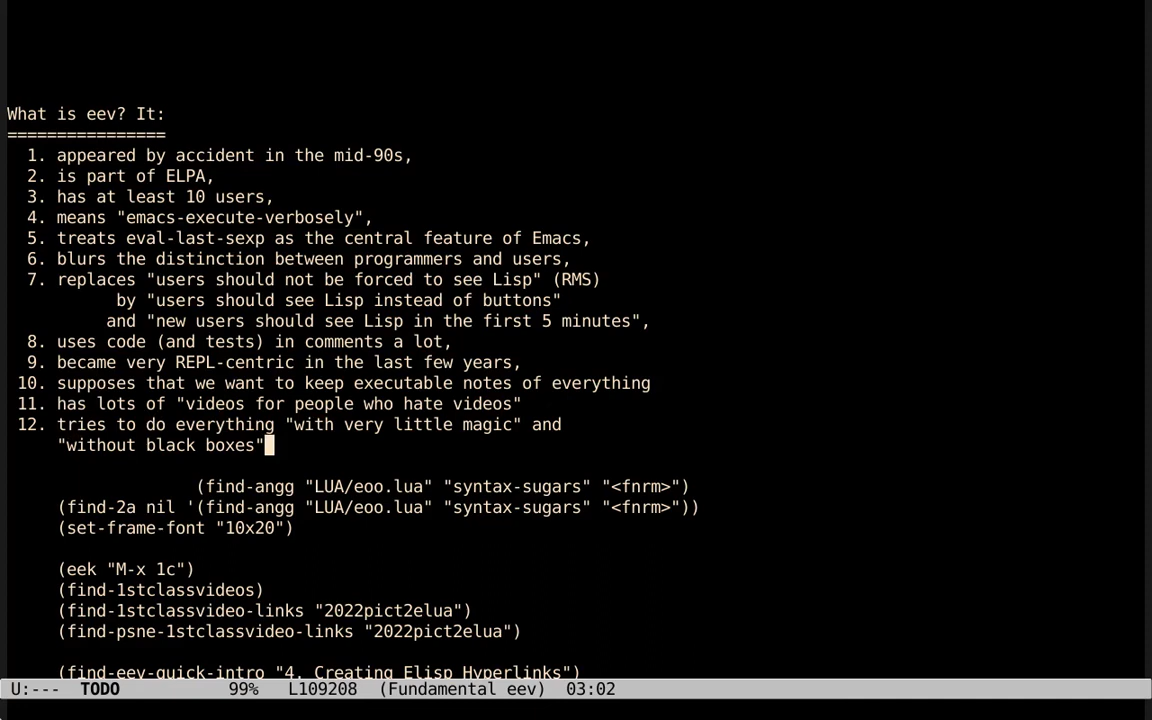 What is eev? It:
================
1. appeared by accident in the mid-90s,
2. is part of ELPA,
3. has at least 10 users,
4. means "emacs-execute-verbosely",
5. treats eval-last-sexp as the central feature of Emacs,
6. blurs the distinction between programmers and users,
7. replaces "users should not be forced to see Lisp" (RMS)
by "users should see Lisp instead of buttons"
and "new users should see Lisp in the first 5 minutes",
8. uses code (and tests) in comments a lot,
9. became very REPL-centric in the last few years,
10. supposes that we want to keep executable notes of everything
11. has lots of "videos for people who hate videos"
12. tries to do everything "with very little magic" and
"without black boxes"
(find-angg "LUA/eoo.lua" "syntax-sugars" "<fnrm>")
(find-2a nil '(find-angg "LUA/eoo.lua" "syntax-sugars" "<fnrm>"))
(set-frame-font "10x20")
(eek "M-x 1c")
(find-1stclassvideos)
(find-1stclassvideo-links "2022pict2elua")
(find-psne-1stclassvideo-links "2022pict2elua")
(find-eev-quick-intro "4. Creating Elisp Hyperlinks")
U:--- TODO 99% L109208 (Fundamental eev) 03:02